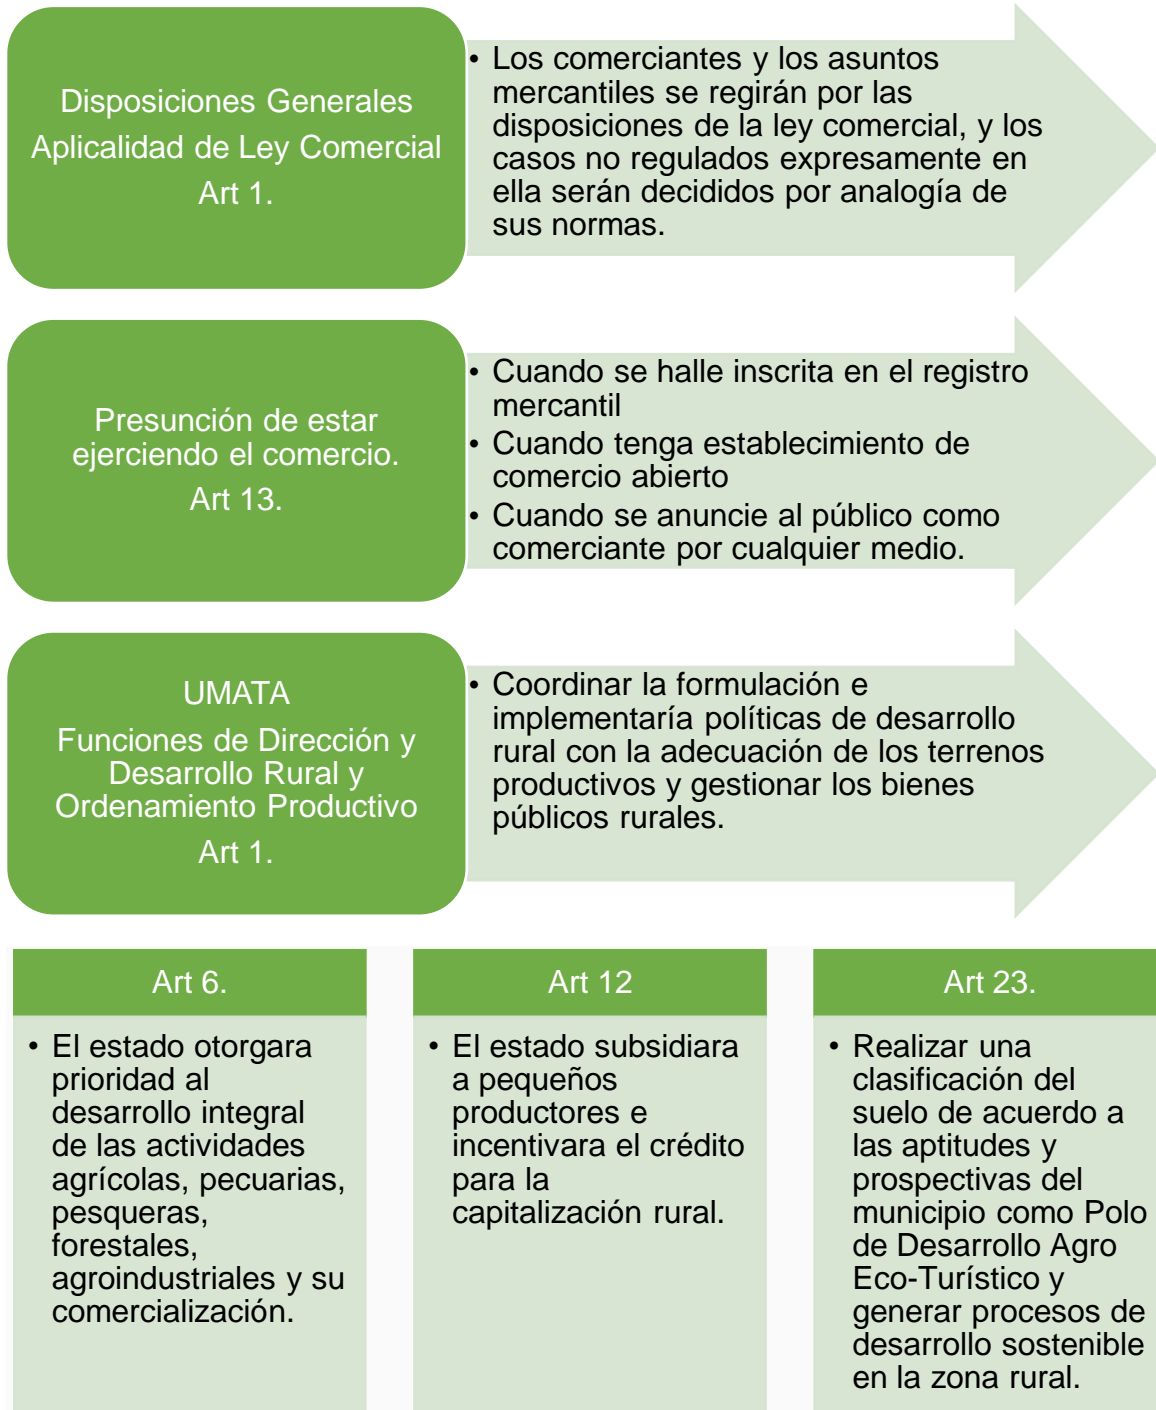 Disposiciones Generales
Aplicalidad de Ley Comercial
Art 1.
• Los comerciantes y los asuntos
mercantiles se regirán por las
disposiciones de la ley comercial, y los
casos no regulados expresamente en
ella serán decididos por analogía de
sus normas.
Presunción de estar
ejerciendo el comercio.
Art 13.
• Cuando se halle inscrita en el registro
mercantil
• Cuando tenga establecimiento de
comercio abierto
• Cuando se anuncie al público como
comerciante por cualquier medio.
UMATA
Funciones de Dirección y
Desarrollo Rural y
Ordenamiento Productivo
Art 1.
• Coordinar la formulación e
implementaría políticas de desarrollo
rural con la adecuación de los terrenos
productivos y gestionar los bienes
públicos rurales.
Art 6.
• El estado otorgara
prioridad al
desarrollo integral
de las actividades
agrícolas, pecuarias,
pesqueras,
forestales,
agroindustriales y su
comercialización.
Art 12
• El estado subsidiara
a pequeños
productores e
incentivara el crédito
para la
capitalización rural.
Art 23.
• Realizar una
clasificación del
suelo de acuerdo a
las aptitudes y
prospectivas del
municipio como Polo
de Desarrollo Agro
Eco-Turístico y
generar procesos de
desarrollo sostenible
en la zona rural.